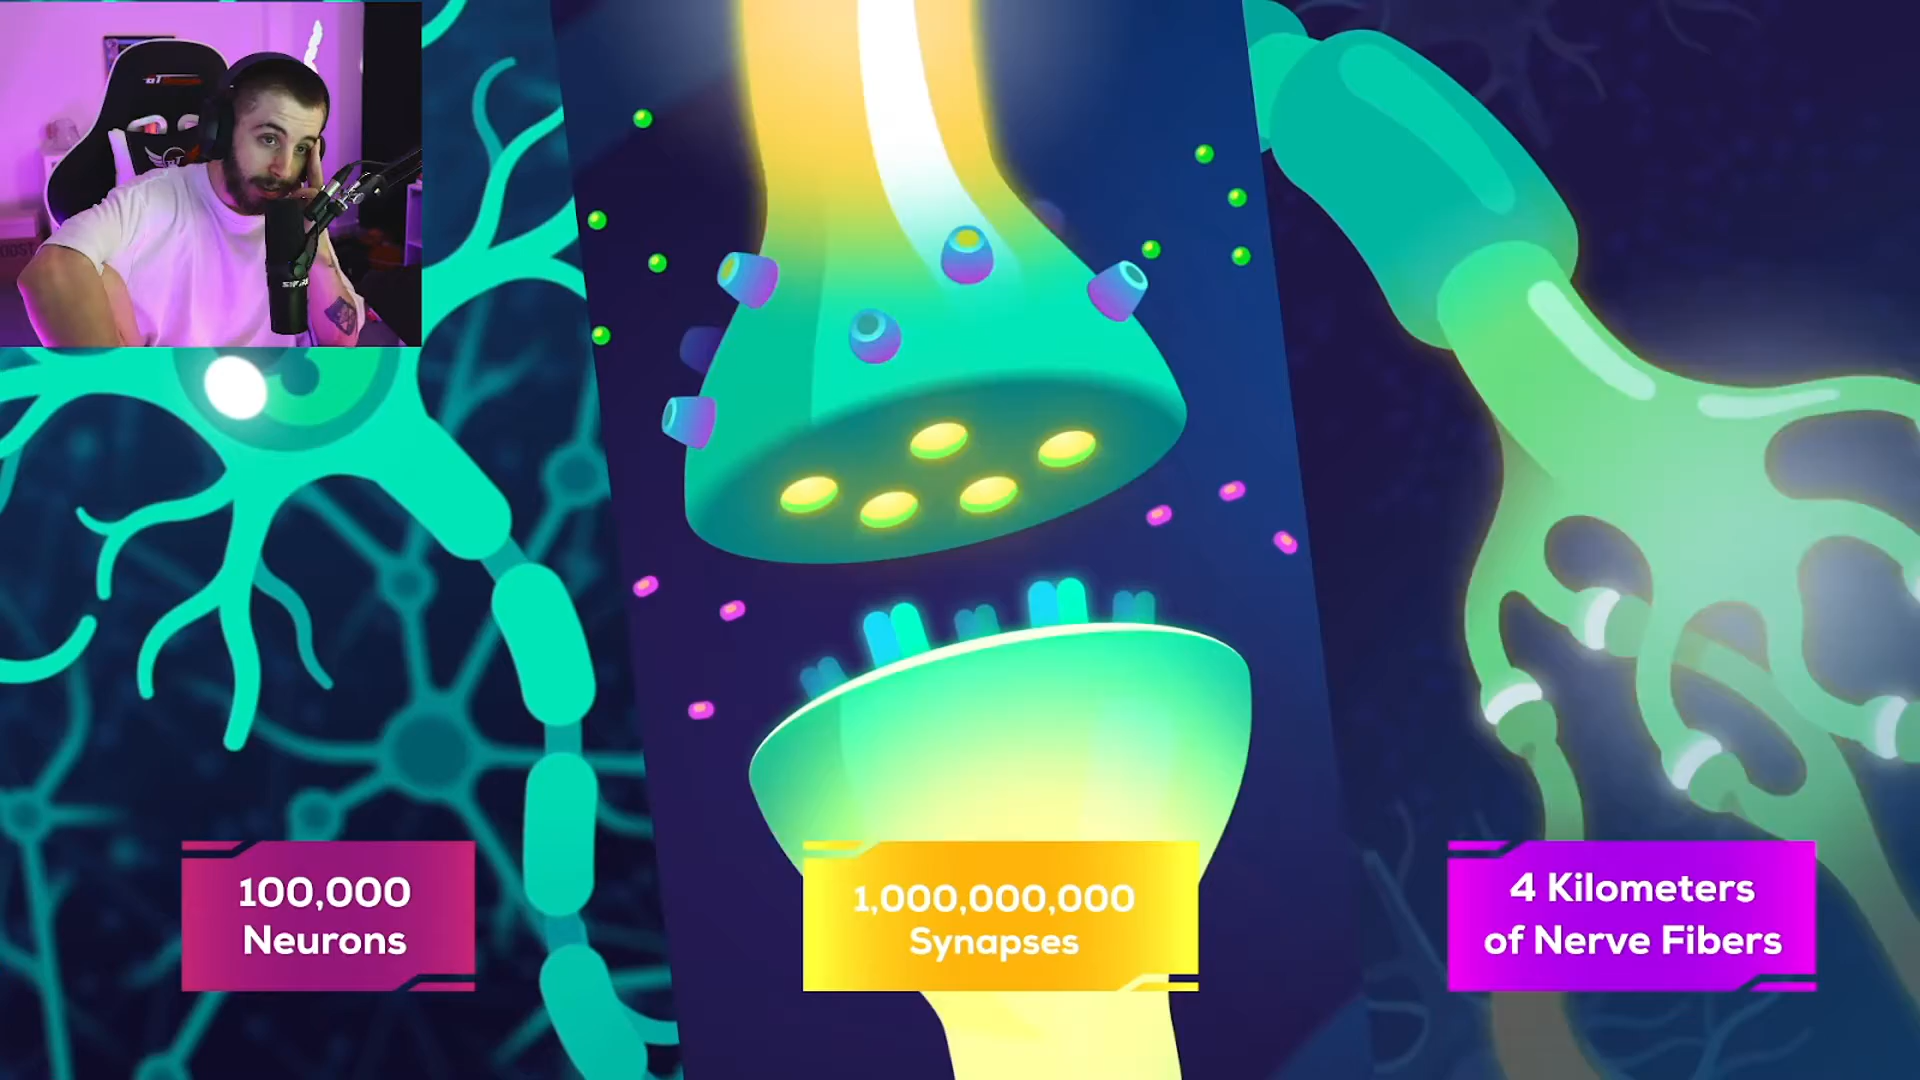 100,000
Neurons
1,000,000,000
Synapses
4 Kilometers
of Nerve Fibers